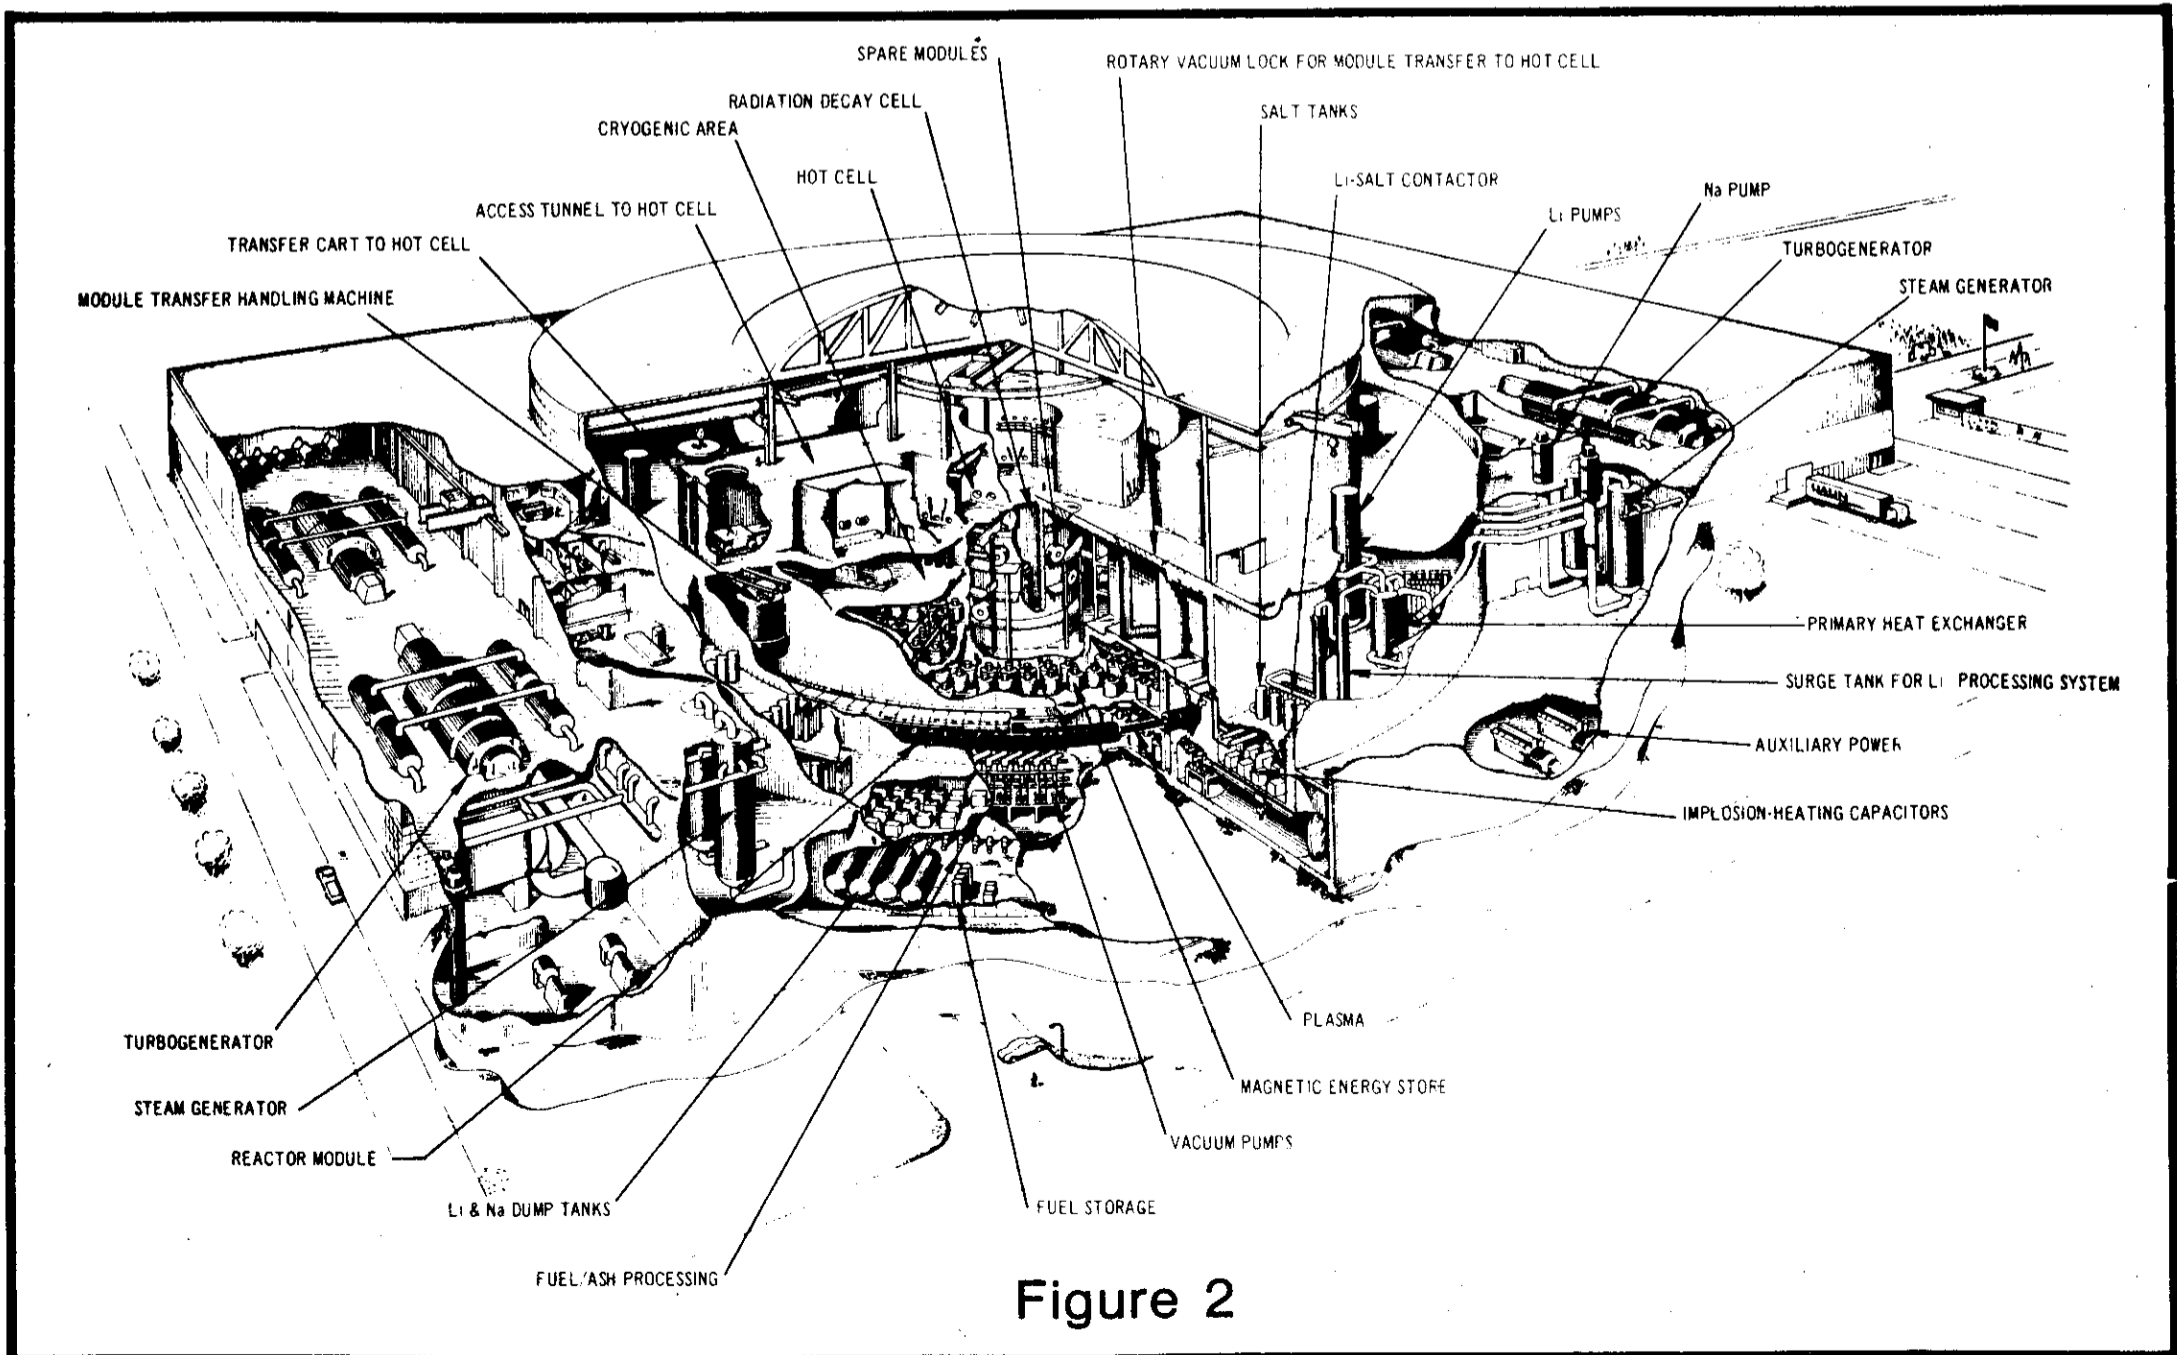 SPARE MODULES
ROTARY VACUUM LOCK FOR MODULE TRANSFER TO HOT CELL
RADIATION DECAY CELL
SALT TANKS
CRYOGENIC AREA
HOT CELL
Li-SALT CONTACTOR
Na PUMP
ACCESS TUNNEL TO HOT CELL
Li PUMPS
TRANSFER CART TO HOT CELL
TURBOGENERATOR
MODULE TRANSFER HANDLING MACHINE
STEAM GENERATOR
PRIMARY HEAT EXCHANGER
SURGE TANK FOR Li PROCESSING SYSTEM
AUXILIARY POWER
IMPLOSION-HEATING CAPACITORS
PLASMA
TURBOGENERATOR
MAGNETIC ENERGY STORE
STEAM GENERATOR
VACUUM PUMPS
REACTOR MODULE
Li & Na DUMP TANKS
FUEL STORAGE
FUEL/ASH PROCESSING
Figure 2